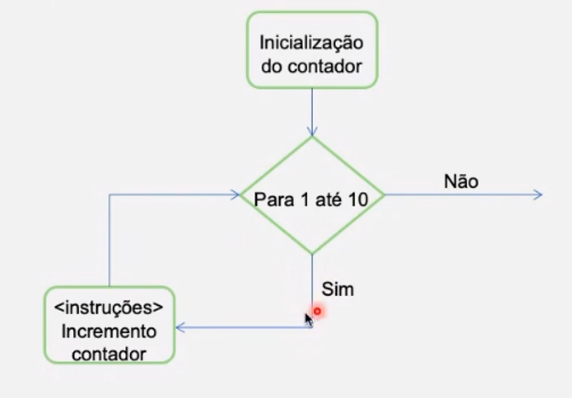 Inicialização
do contador
Para 1 até 10
Não
Sim
<instruções>
Incremento
contador